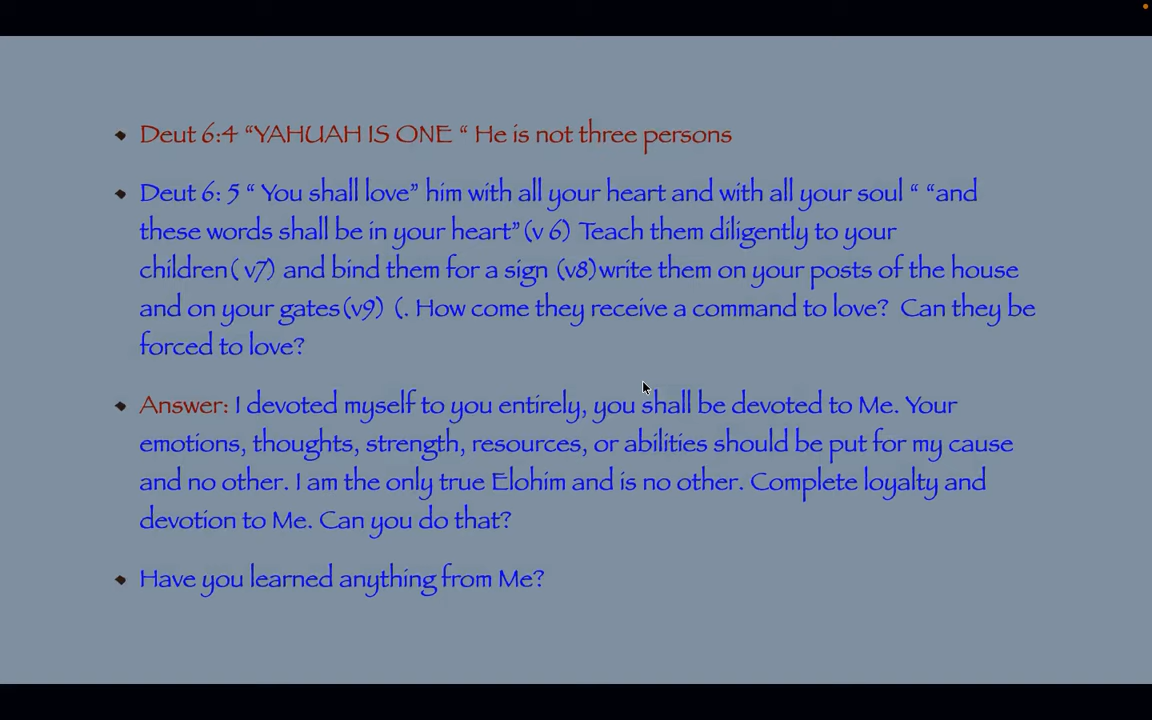 Deut 6:4 “YAHUAH IS ONE “ He is not three persons
Deut 6: 5 “ You shall love” him with all your heart and with all your soul “ “and
these words shall be in your heart”(v 6) Teach them diligently to your
children( v7) and bind them for a sign (v8)write them on your posts of the house
and on your gates(v9) (. How come they receive a command to love? Can they be
forced to love?
Answer: I devoted myself to you entirely, you shall be devoted to Me. Your
emotions, thoughts, strength, resources, or abilities should be put for my cause
and no other. I am the only true Elohim and is no other. Complete loyalty and
devotion to Me. Can you do that?
Have you learned anything from Me?